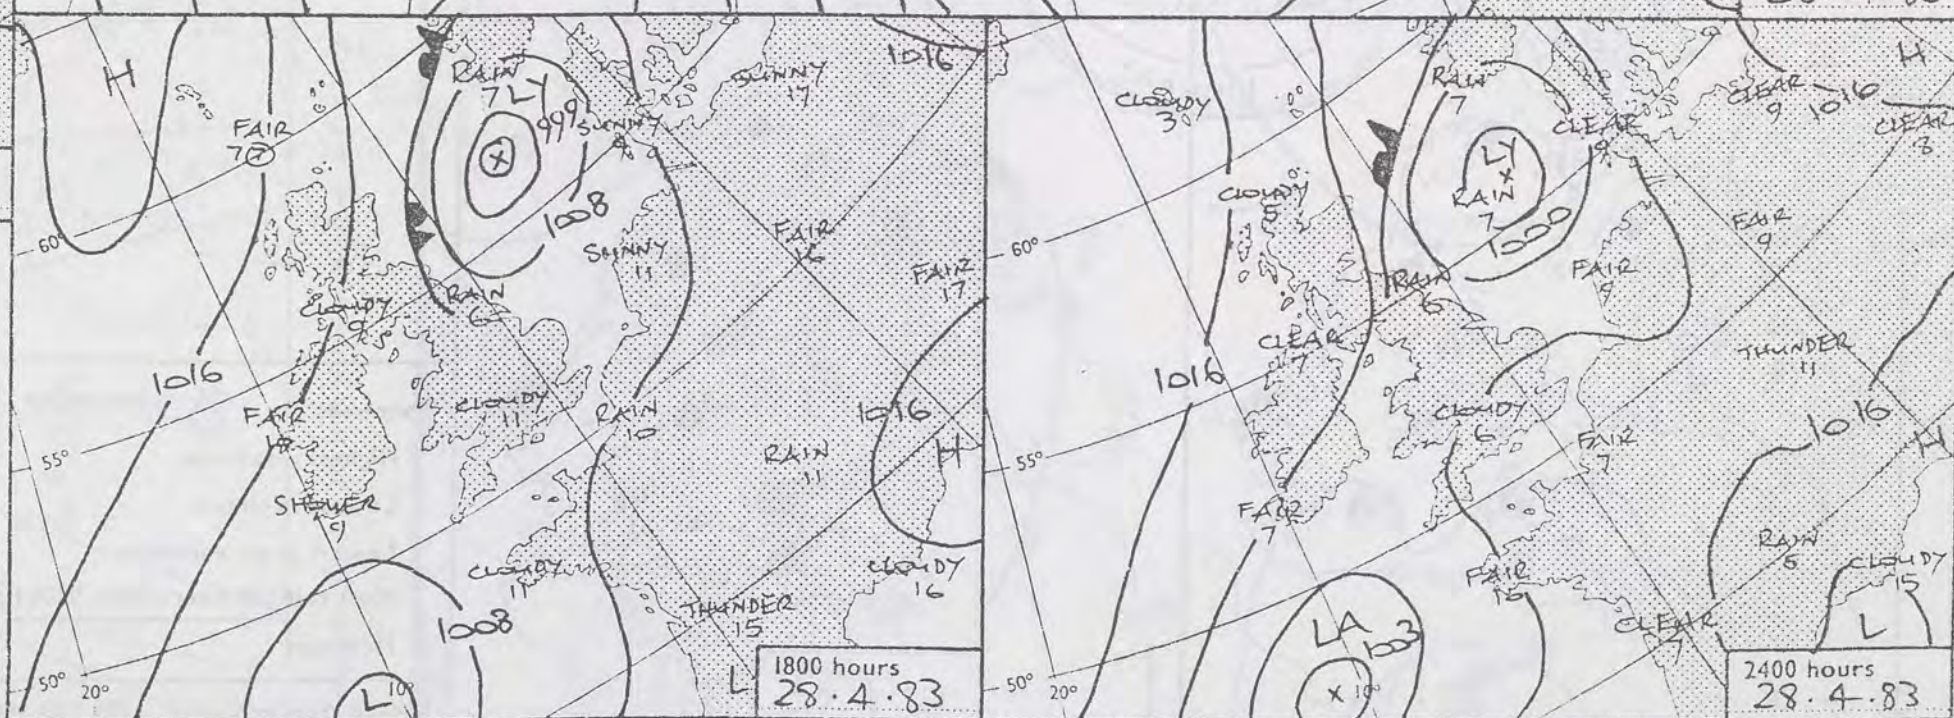 H
1016
RAIN
7
LY
999
SUNNY
17
FAIR
7
SUNNY
9
1008
60°
SUNNY
11
FAIR
16
FAIR
17
CLOUDY
9
RAIN
6
1016
FAIR
CLOUDY
11
RAIN
10
1016
H
55°
RAIN
11
SHOWER
9
CLOUDY
11
CLOUDY
16
THUNDER
15
1008
50°
20°
10°
L
L
1800 hours
28.4.83
H
CLOUDY
3
RAIN
7
CLEAR
9
1016
CLEAR
8
CLEAR
9
LY
RAIN
7
CLOUDY
5
1000
FAIR
9
60°
FAIR
9
RAIN
6
CLEAR
7
THUNDER
11
1016
CLOUDY
6
1016
FAIR
7
H
55°
FAIR
7
RAIN
CLOUDY
15
FAIR
CLEAR
7
LA
1003
L
50°
20°
10°
2400 hours
28.4.83